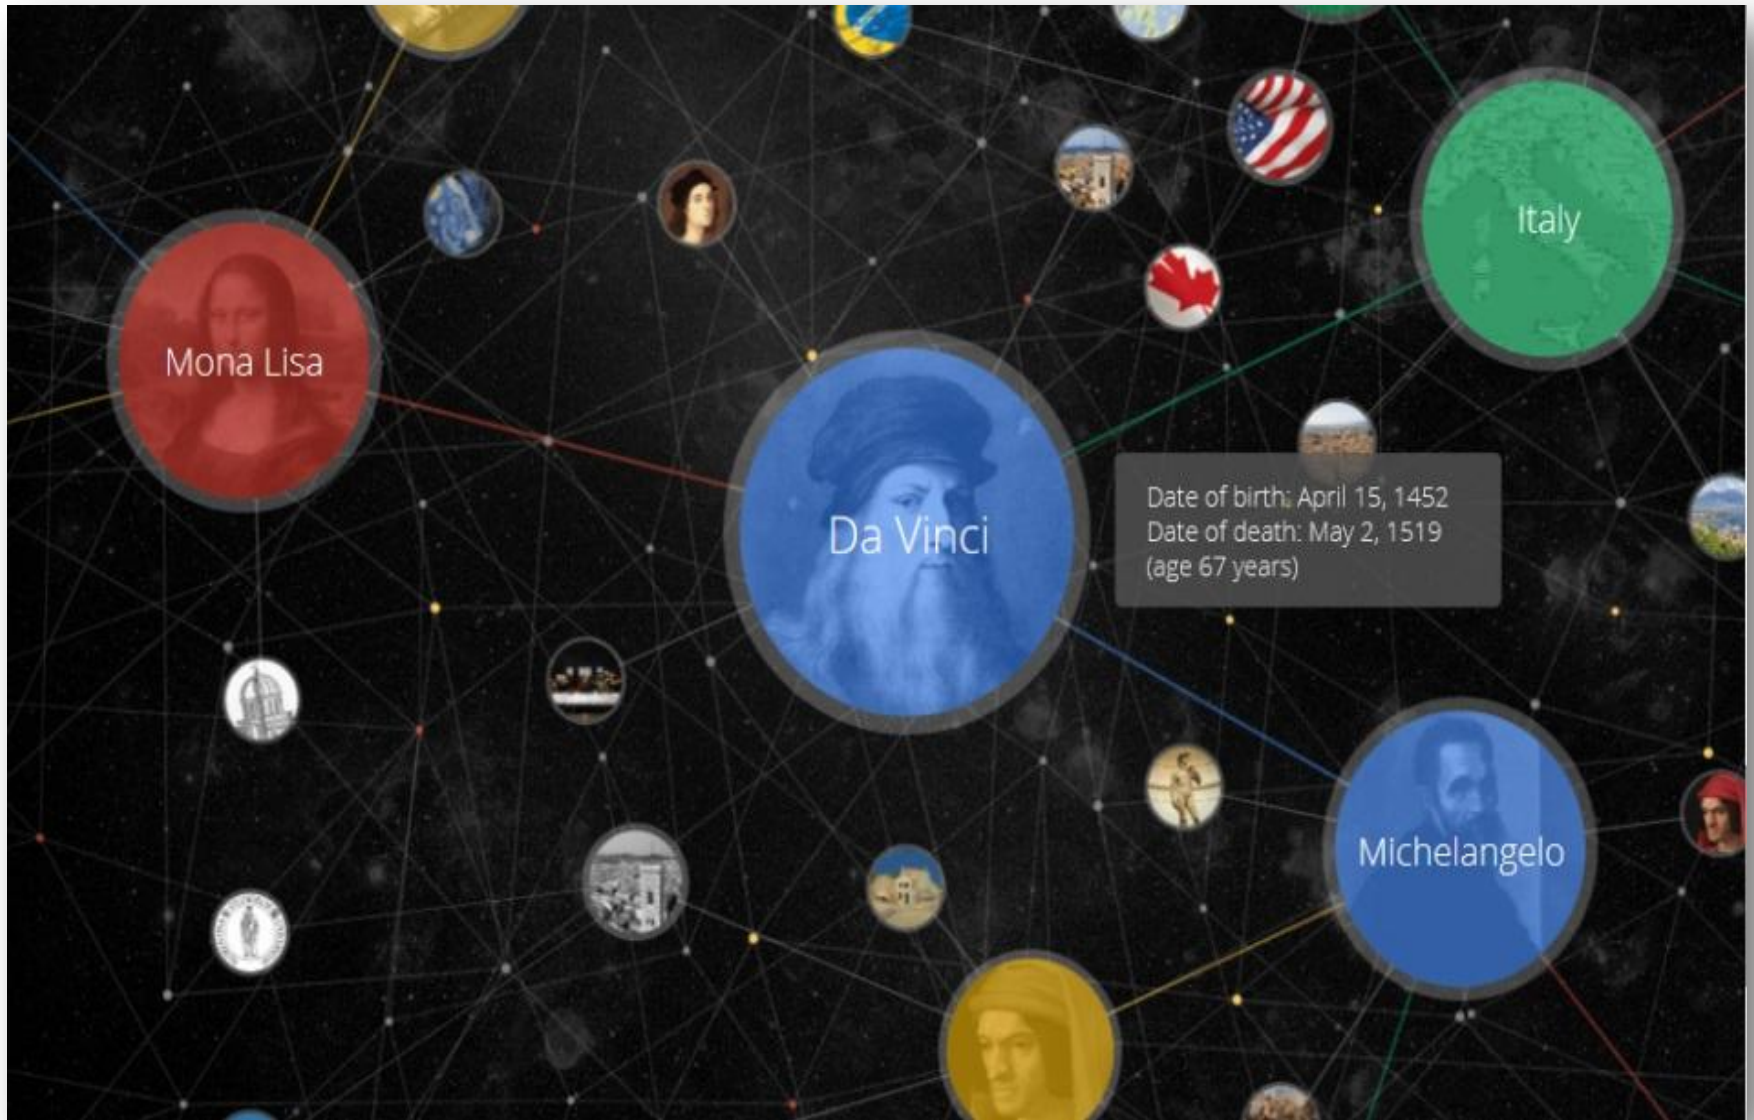 Italy
Mona Lisa
Da Vinci
Date of birth: April 15, 1452
Date of death: May 2, 1519
(age 67 years)
Michelangelo